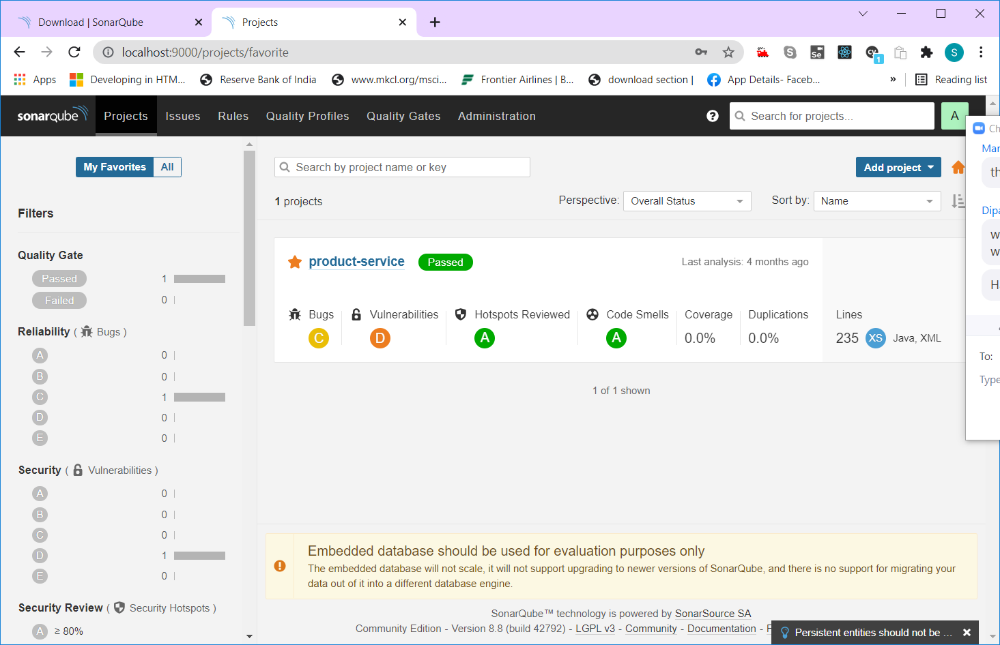 Download | SonarQube
Projects
localhost:9000/projects/favorite
Se
CY
1
S
Apps
Developing in HTM...
Reserve Bank of India
www.mkcl.org/msci...
Frontier Airlines | B...
download section |
App Details- Faceb...
»
Reading list
sonarqube
Projects
Issues
Rules
Quality Profiles
Quality Gates
Administration
Search for projects...
A
My Favorites
All
Search by project name or key
Add project
1 projects
Perspective:
Overall Status
Sort by:
Name
Filters
Quality Gate
Passed 1
Failed 0
Reliability ( Bugs )
A 0
B 0
C 1
D 0
E 0
Security ( Vulnerabilities )
A 0
B 0
C 0
D 1
E 0
Security Review ( Security Hotspots )
A ≥ 80%
product-service
Passed
Last analysis: 4 months ago
Bugs
Vulnerabilities
Hotspots Reviewed
Code Smells
Coverage
Duplications
Lines
C
D
A
A
0.0%
0.0%
235
XS
Java, XML
1 of 1 shown
Ch
Mar
th
Dipa
w
w
H
To:
Type
Embedded database should be used for evaluation purposes only
The embedded database will not scale, it will not support upgrading to newer versions of SonarQube, and there is no support for migrating your
data out of it into a different database engine.
SonarQube™ technology is powered by SonarSource SA
Community Edition - Version 8.8 (build 42792) - LGPL v3 - Community - Documentation -
Persistent entities should not be ...